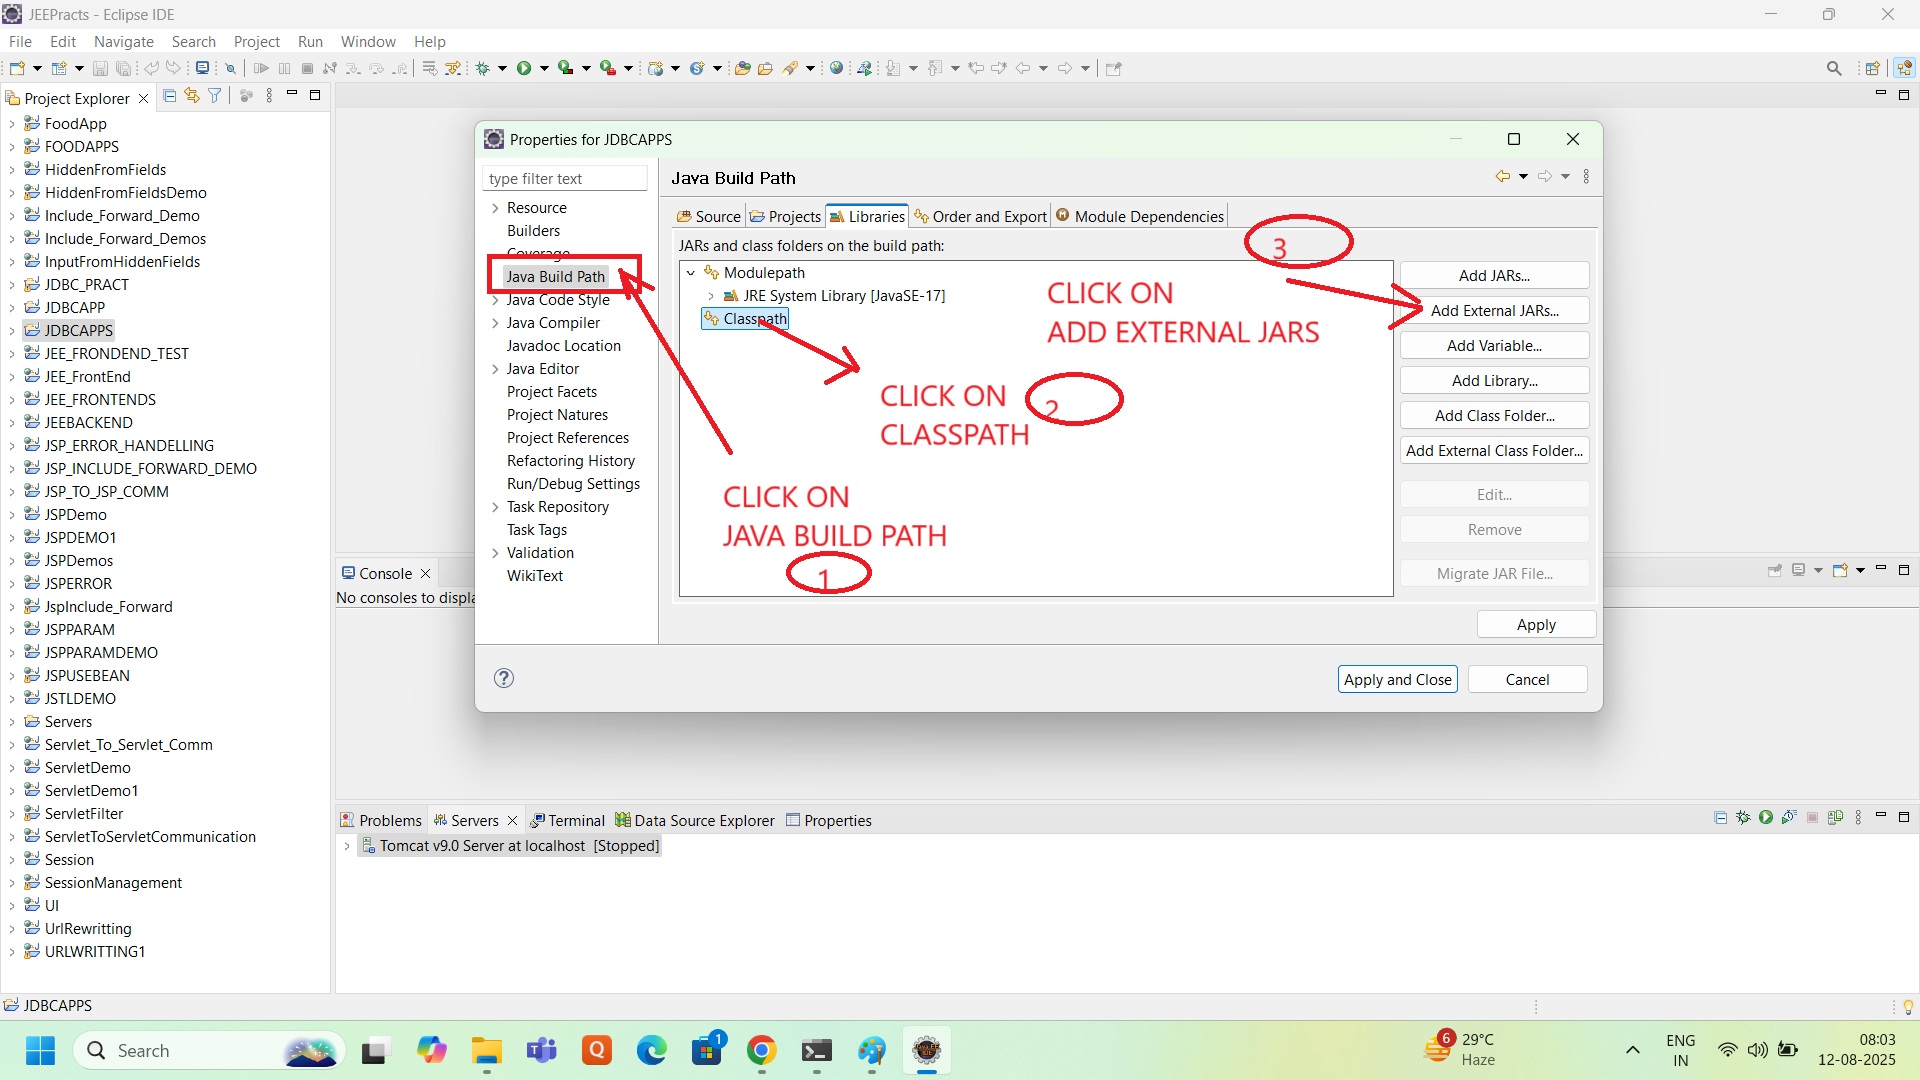 JEEPracts - Eclipse IDE
File Edit Navigate Search Project Run Window Help
Project Explorer
FoodApp
FOODAPPS
HiddenFromFields
HiddenFromFieldsDemo
Include_Forward_Demo
Include_Forward_Demos
InputFromHiddenFields
JDBC_PRACT
JDBCAPP
JDBCAPPS
JEE_FRONDEND_TEST
JEE_FrontEnd
JEE_FRONTENDS
JEEBACKEND
JSP_ERROR_HANDELLING
JSP_INCLUDE_FORWARD_DEMO
JSP_TO_JSP_COMM
JSPDemo
JSPDEMO1
JSPDemos
JSPERROR
JspInclude_Forward
JSPPARAM
JSPPARAMDEMO
JSPUSEBEAN
JSTLDEMO
Servers
Servlet_To_Servlet_Comm
ServletDemo
ServletDemo1
ServletFilter
ServletToServletCommunication
Session
SessionManagement
UI
UrlRewritting
URLWRITTING1
Properties for JDBCAPPS
type filter text
Resource
Builders
Coverage
Java Build Path
Java Code Style
Java Compiler
Javadoc Location
Java Editor
Project Facets
Project Natures
Project References
Refactoring History
Run/Debug Settings
Task Repository
Task Tags
Validation
WikiText
Java Build Path
Source Projects Libraries Order and Export Module Dependencies
JARs and class folders on the build path:
Modulepath
JRE System Library [JavaSE-17]
Classpath
3
CLICK ON
ADD EXTERNAL JARS
CLICK ON 2
CLASSPATH
CLICK ON
JAVA BUILD PATH
1
Add JARs...
Add External JARs...
Add Variable...
Add Library...
Add Class Folder...
Add External Class Folder...
Edit...
Remove
Migrate JAR File...
Apply
Apply and Close Cancel
Console
No consoles to displa
Problems Servers Terminal Data Source Explorer Properties
Tomcat v9.0 Server at localhost [Stopped]
JDBCAPPS
Search
1
6
29°C
Haze
ENG
IN
08:03
12-08-2025